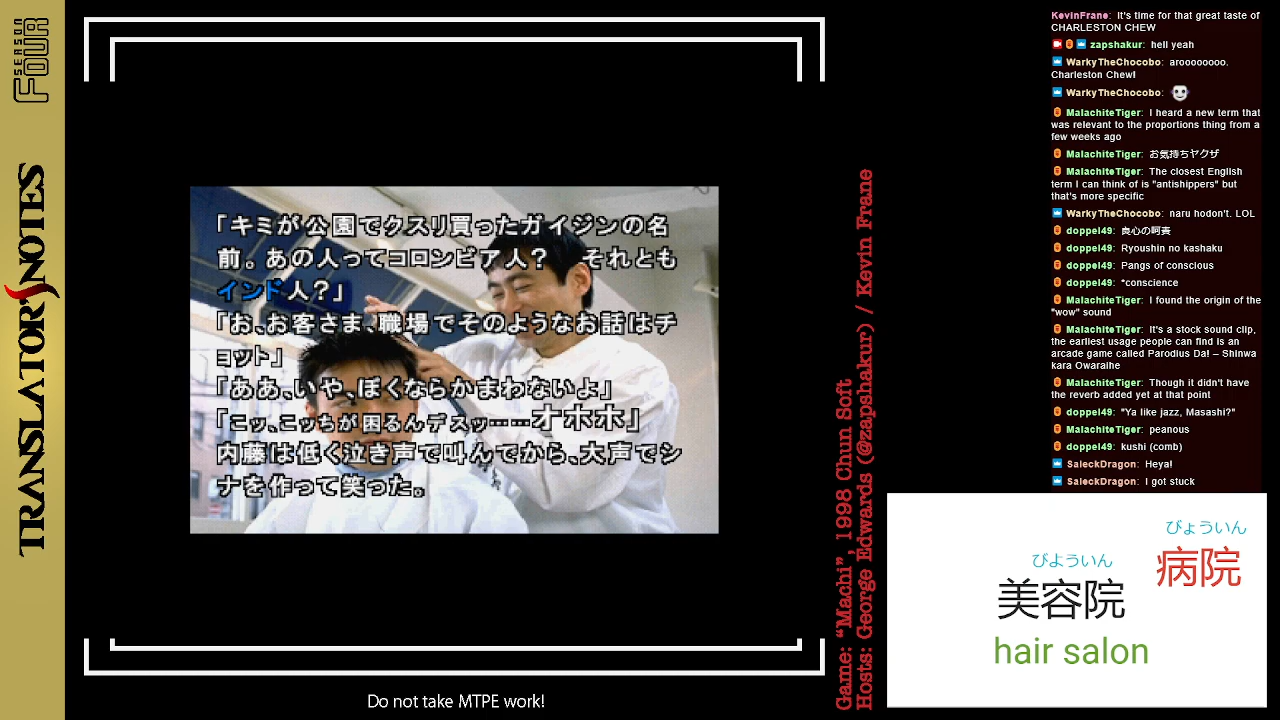 SEASON
FOUR
TRANSLATOR'S NOTES
「キミが公園でクスリ買ったガイジンの名
前。あの人ってコロンビア人？　それとも
インド人？」
「お、お客さま、職場でそのようなお話はチ
ョット」
「ああ、いや、ぼくならかまわないよ」
「こッ、こっちが困るんデスッ……オホホ」
内藤は低く泣き声で叫んでから、大声でシ
ナを作って笑った。
Do not take MTPE work!
Game: "Machi", 1998 Chun Soft
Hosts: George Edwards (@zapshakur) / Kevin Frane
KevinFrane: It's time for that great taste of
CHARLESTON CHEW
zapshakur: hell yeah
WarkyTheChocobo: aroooooooo.
Charleston Chew!
WarkyTheChocobo:
MalachiteTiger: I heard a new term that
was relevant to the proportions thing from a
few weeks ago
MalachiteTiger: お気持ちヤクザ
MalachiteTiger: The closest English
term I can think of is "antishippers" but
that's more specific
WarkyTheChocobo: naru hodon't. LOL
doppel49: 良心の呵責
doppel49: Ryoushin no kashaku
doppel49: Pangs of conscious
doppel49: *conscience
MalachiteTiger: I found the origin of the
"wow" sound
MalachiteTiger: It's a stock sound clip,
the earliest usage people can find is an
arcade game called Parodius Da! – Shinwa
kara Owaraihe
MalachiteTiger: Though it didn't have
the reverb added yet at that point
doppel49: "Ya like jazz, Masashi?"
MalachiteTiger: peanous
doppel49: kushi (comb)
SaleckDragon: Heya!
SaleckDragon: I got stuck
びょういん
病院
びよういん
美容院
hair salon